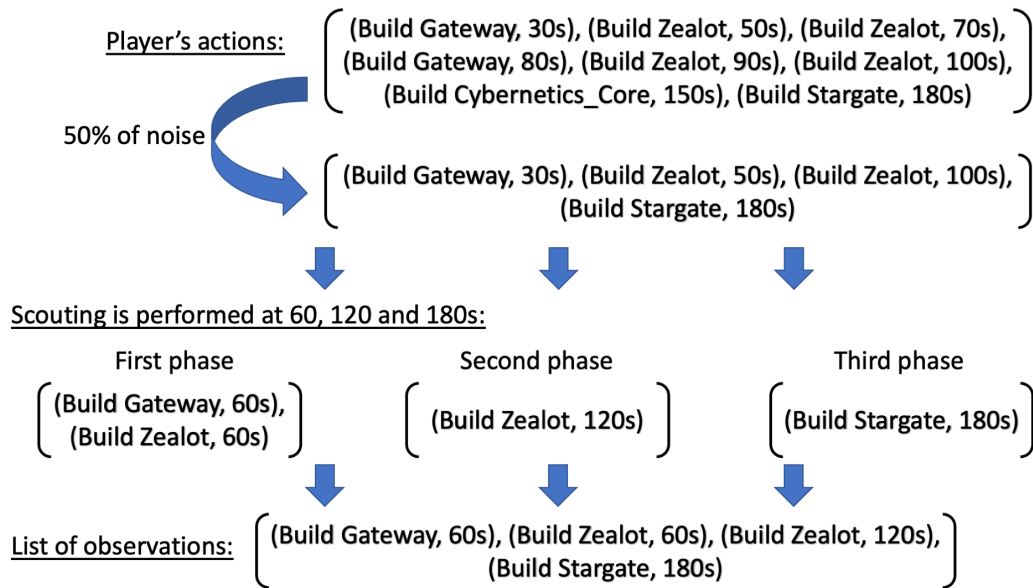 Player's actions:
(Build Gateway, 30s), (Build Zealot, 50s), (Build Zealot, 70s),
(Build Gateway, 80s), (Build Zealot, 90s), (Build Zealot, 100s),
(Build Cybernetics_Core, 150s), (Build Stargate, 180s)
50% of noise
(Build Gateway, 30s), (Build Zealot, 50s), (Build Zealot, 100s),
(Build Stargate, 180s)
Scouting is performed at 60, 120 and 180s:
First phase
(Build Gateway, 60s),
(Build Zealot, 60s)
Second phase
(Build Zealot, 120s)
Third phase
(Build Stargate, 180s)
List of observations:
(Build Gateway, 60s), (Build Zealot, 60s), (Build Zealot, 120s),
(Build Stargate, 180s)